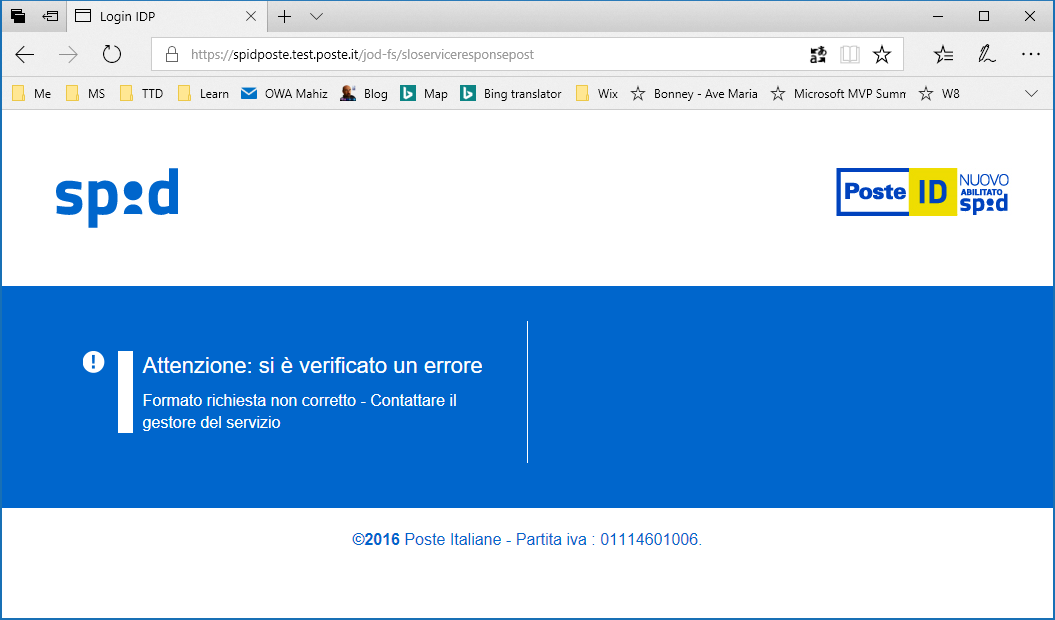 Login IDP
https://spidposte.test.poste.it/jod-fs/sloserviceresponsepost
Me MS TTD Learn OWA Mahiz Blog Map Bing translator Wix Bonney - Ave Maria Microsoft MVP Summ W8
spid
Poste ID NUOVO
ABILITATO
spid
Attenzione: si è verificato un errore
Formato richiesta non corretto - Contattare il
gestore del servizio
©2016 Poste Italiane - Partita iva : 01114601006.